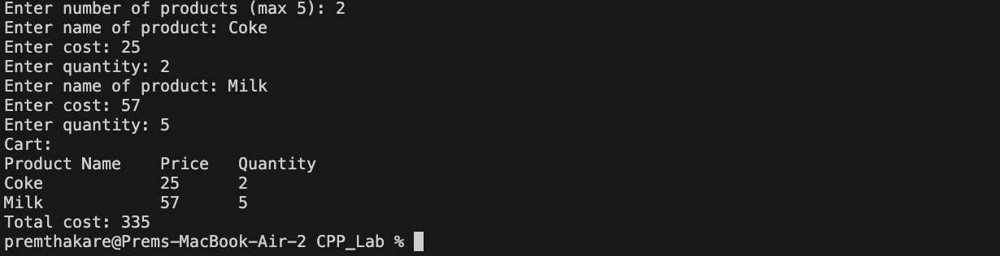 Enter number of products (max 5): 2
Enter name of product: Coke
Enter cost: 25
Enter quantity: 2
Enter name of product: Milk
Enter cost: 57
Enter quantity: 5
Cart:
Product Name    Price   Quantity
Coke            25      2
Milk            57      5
Total cost: 335
premthakare@Prems-MacBook-Air-2 CPP_Lab %